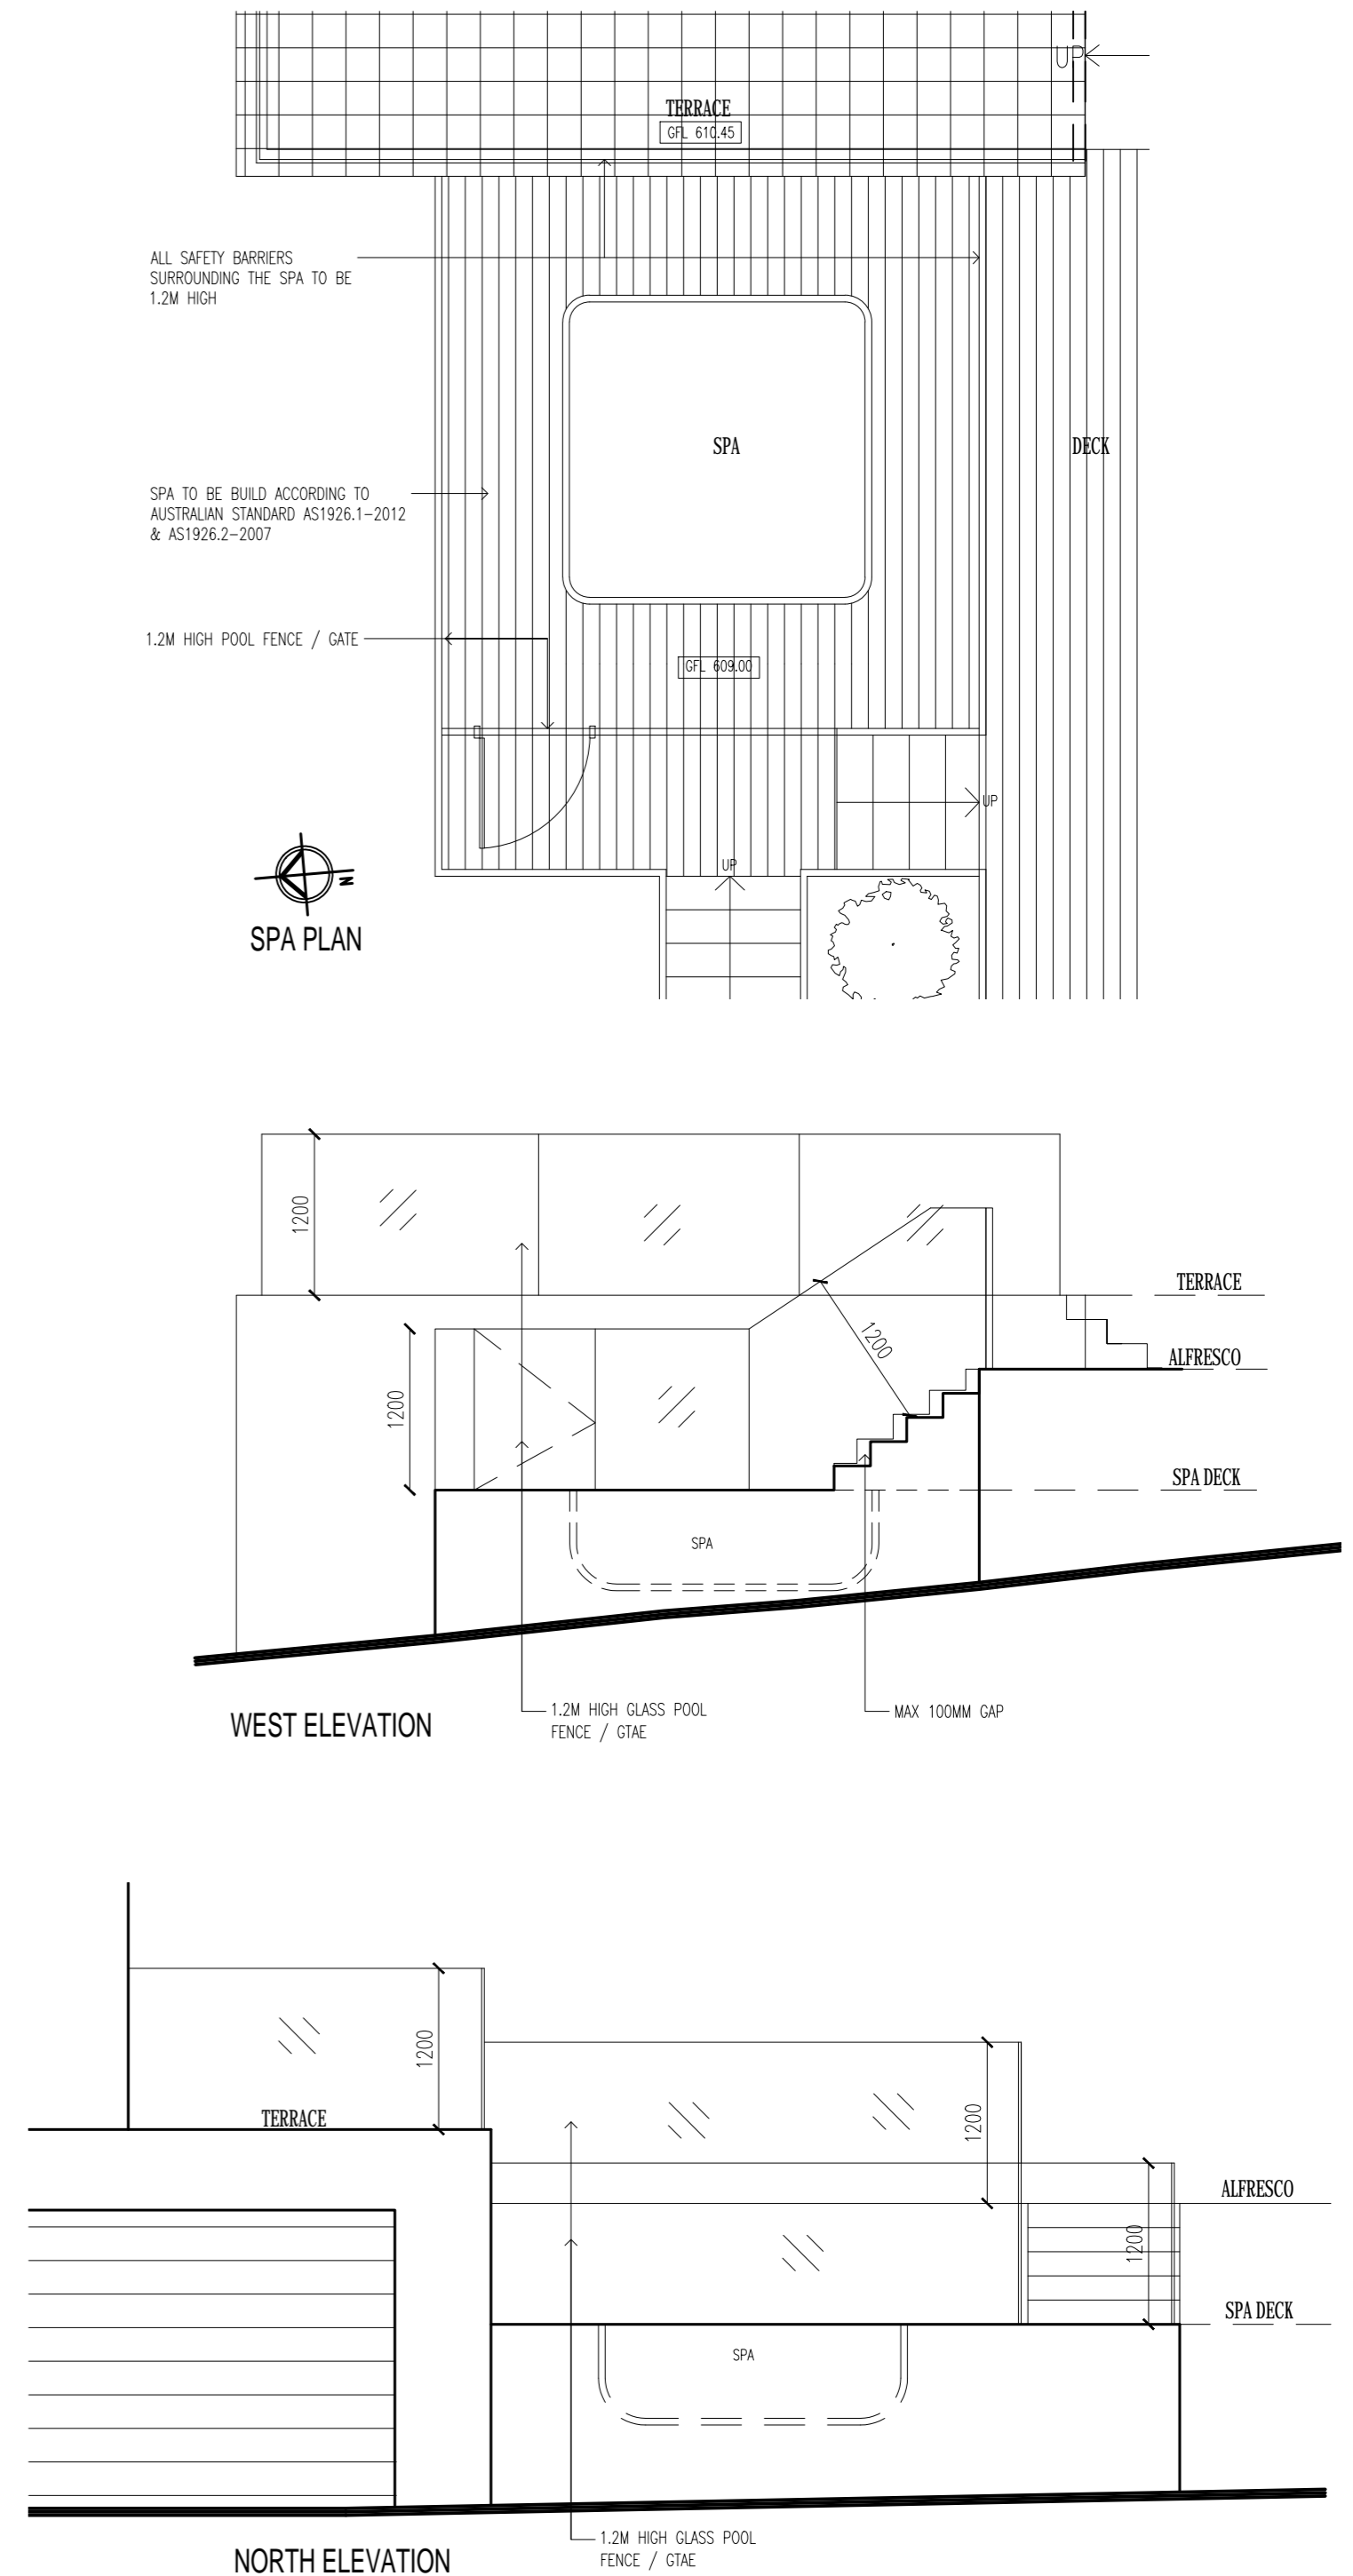 UP
TERRACE
GFL 610.45
ALL SAFETY BARRIERS
SURROUNDING THE SPA TO BE
1.2M HIGH
SPA
DECK
SPA TO BE BUILD ACCORDING TO
AUSTRALIAN STANDARD AS1926.1-2012
& AS1926.2-2007
1.2M HIGH POOL FENCE / GATE
GFL 609.00
UP
UP
N
SPA PLAN
1200
TERRACE
1200
ALFRESCO
1200
SPA DECK
SPA
1.2M HIGH GLASS POOL
FENCE / GTAE
MAX 100MM GAP
WEST ELEVATION
1200
TERRACE
1200
ALFRESCO
1200
SPA DECK
SPA
1.2M HIGH GLASS POOL
FENCE / GTAE
NORTH ELEVATION